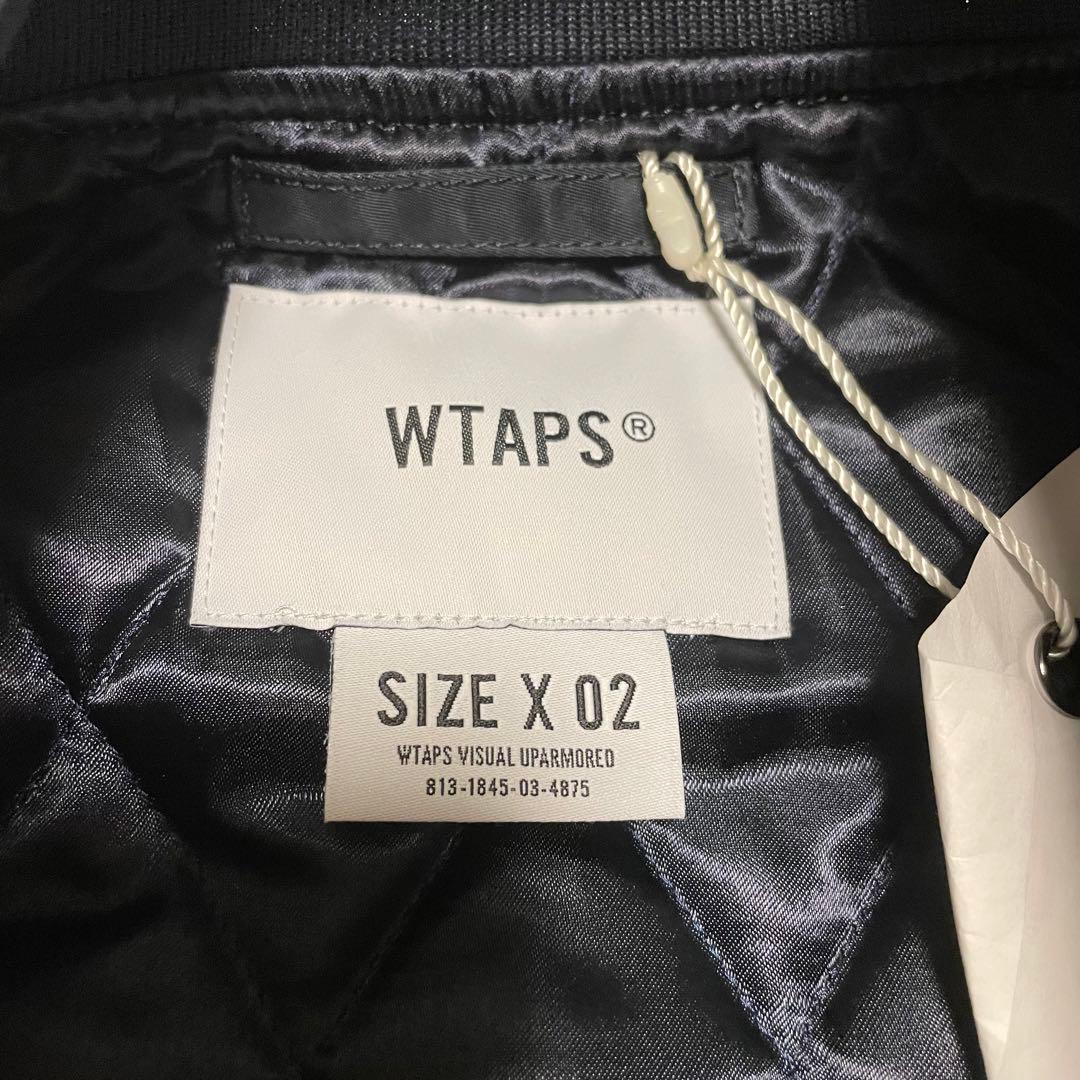 WTAPS®
SIZE X 02
WTAPS VISUAL UPARMORED
813-1845-03-4875